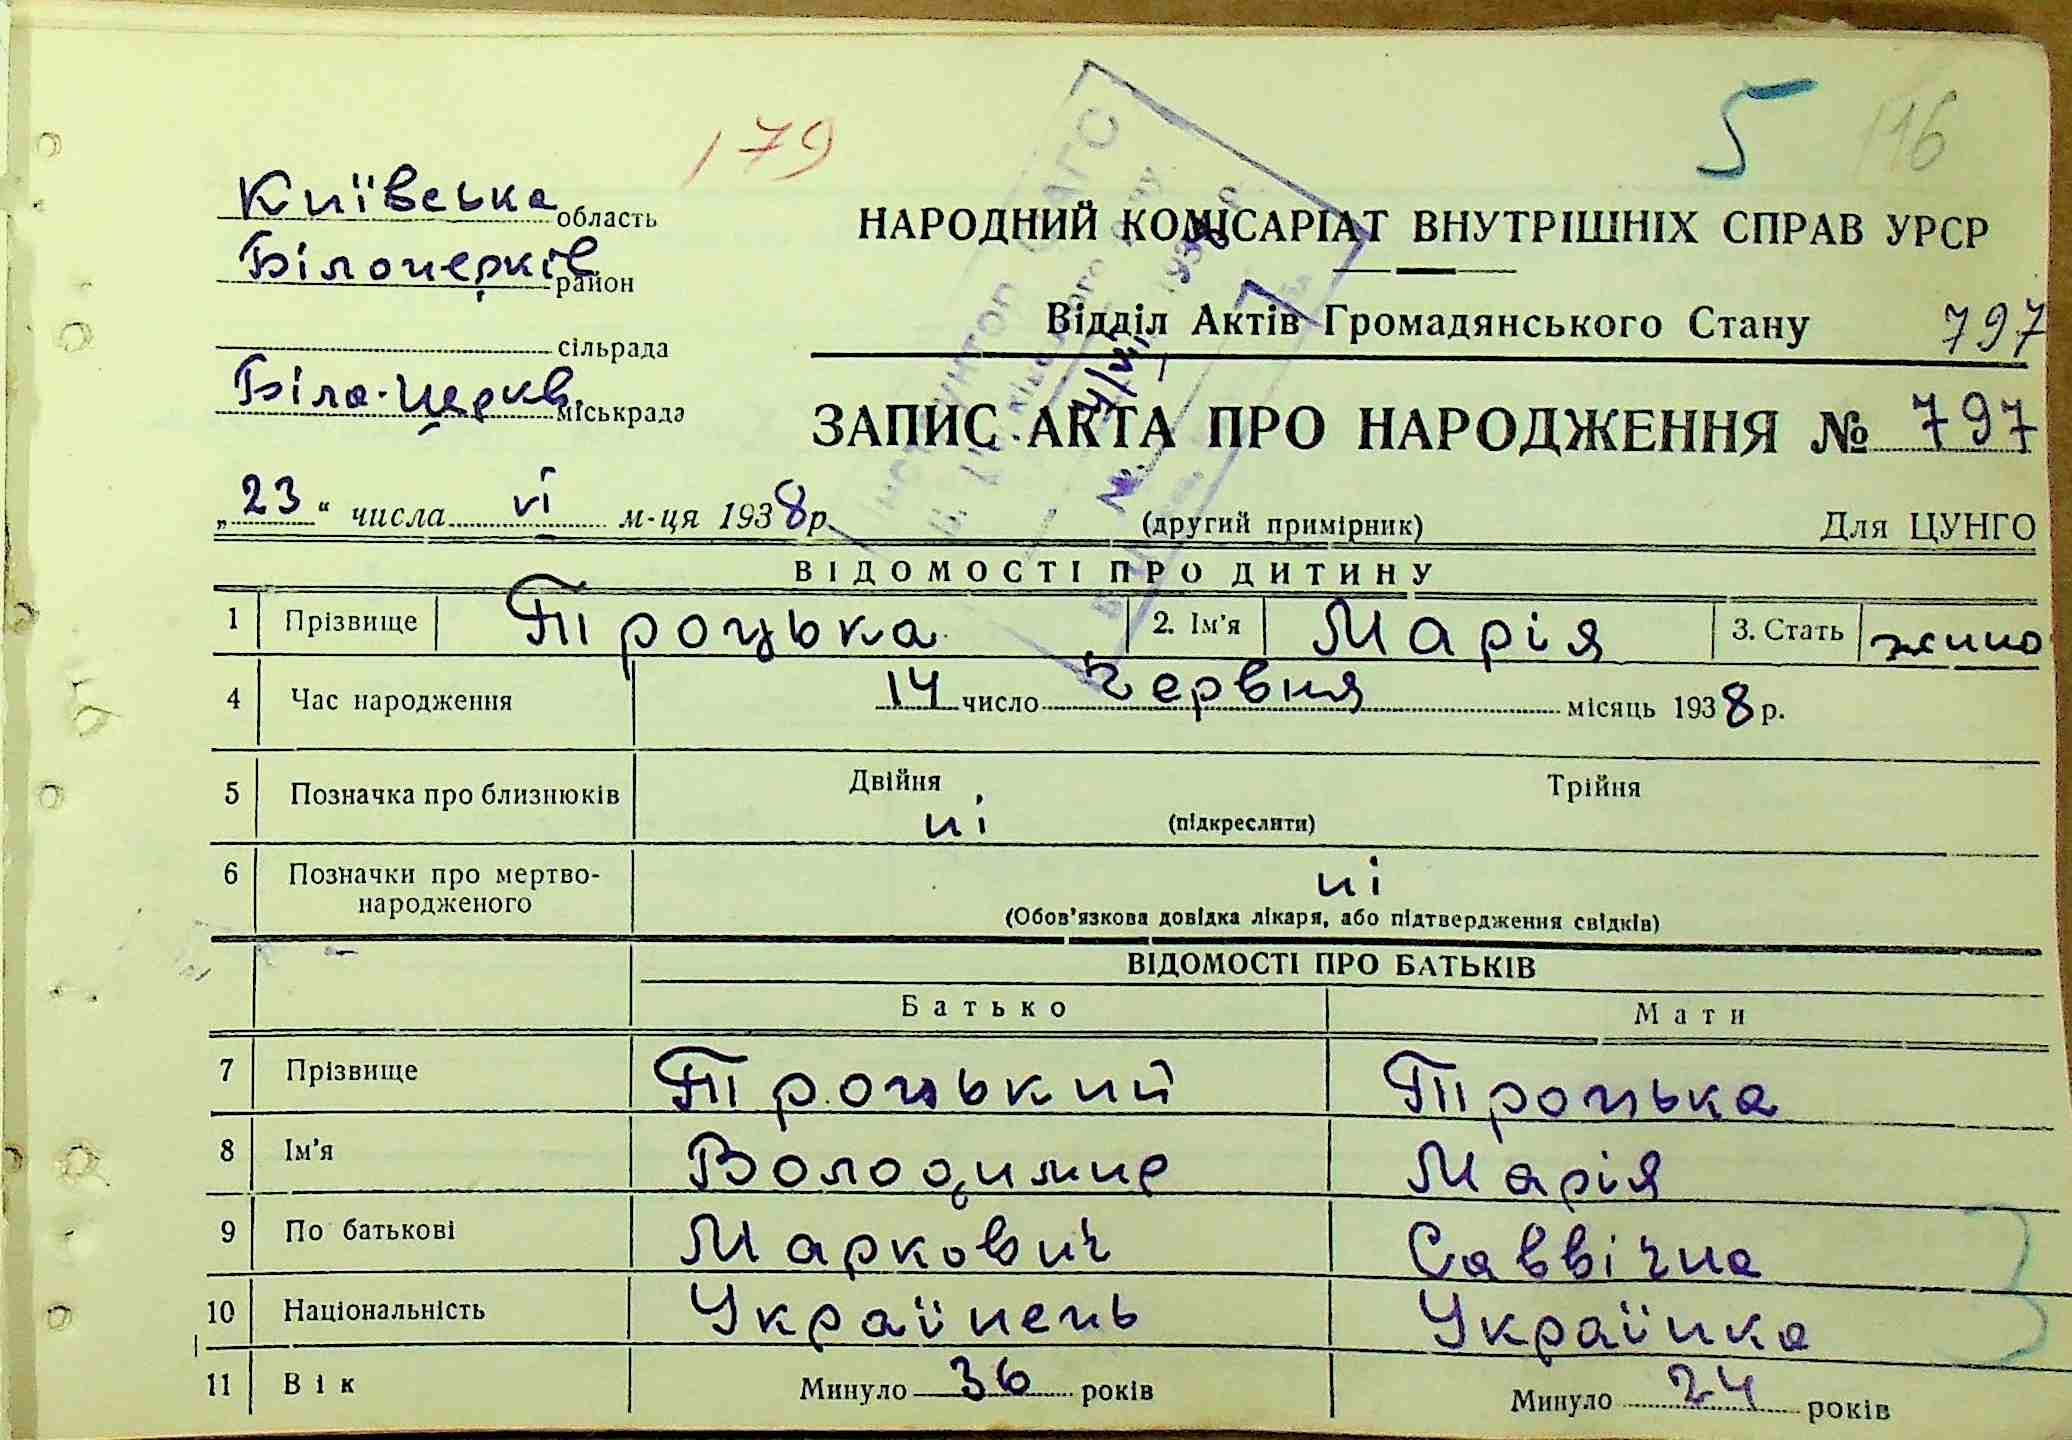 179
5
116
Київська область
Білоцерків. район
сільрада
Біла-Церкв. міськрада
НАРОДНИЙ КОМІСАРІАТ ВНУТРІШНІХ СПРАВ УРСР
Відділ Актів Громадянського Стану
797
ЗАПИС АКТА ПРО НАРОДЖЕННЯ № 797
„23“ числа VI м-ця 1938 р.
(другий примірник)
Для ЦУНГО
ВІДОМОСТІ ПРО ДИТИНУ
1 Прізвище Троцька 2. Ім'я Марія 3. Стать жіно
4 Час народження 14 число Червня місяць 1938 р.
5 Позначка про близнюків Двійня Трійня
ні (підкреслити)
6 Позначки про мертво-
народженого ні
(Обов'язкова довідка лікаря, або підтвердження свідків)
ВІДОМОСТІ ПРО БАТЬКІВ
Батько Мати
7 Прізвище Троцький Троцька
8 Ім'я Володимир Марія
9 По батькові Маркович Саввічна
10 Національність Українець Українка
11 Вік Минуло 36 років Минуло 24 років